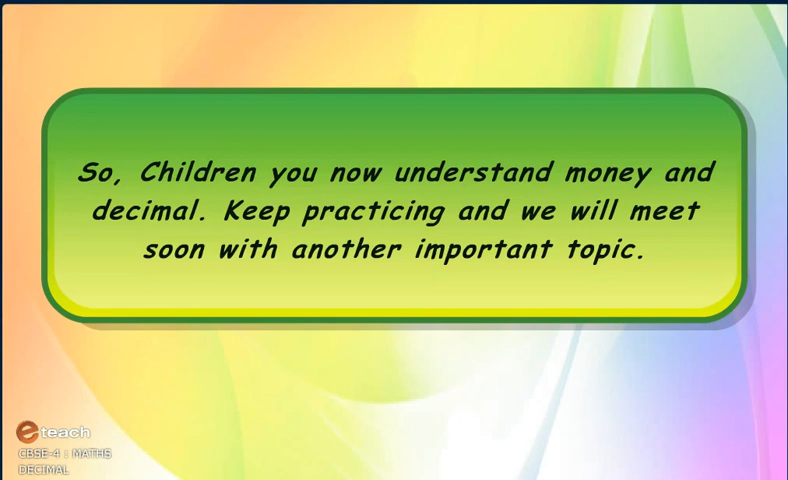 So, Children you now understand money and
decimal. Keep practicing and we will meet
soon with another important topic.
e teach
CBSE-4 : MATHS
DECIMAL